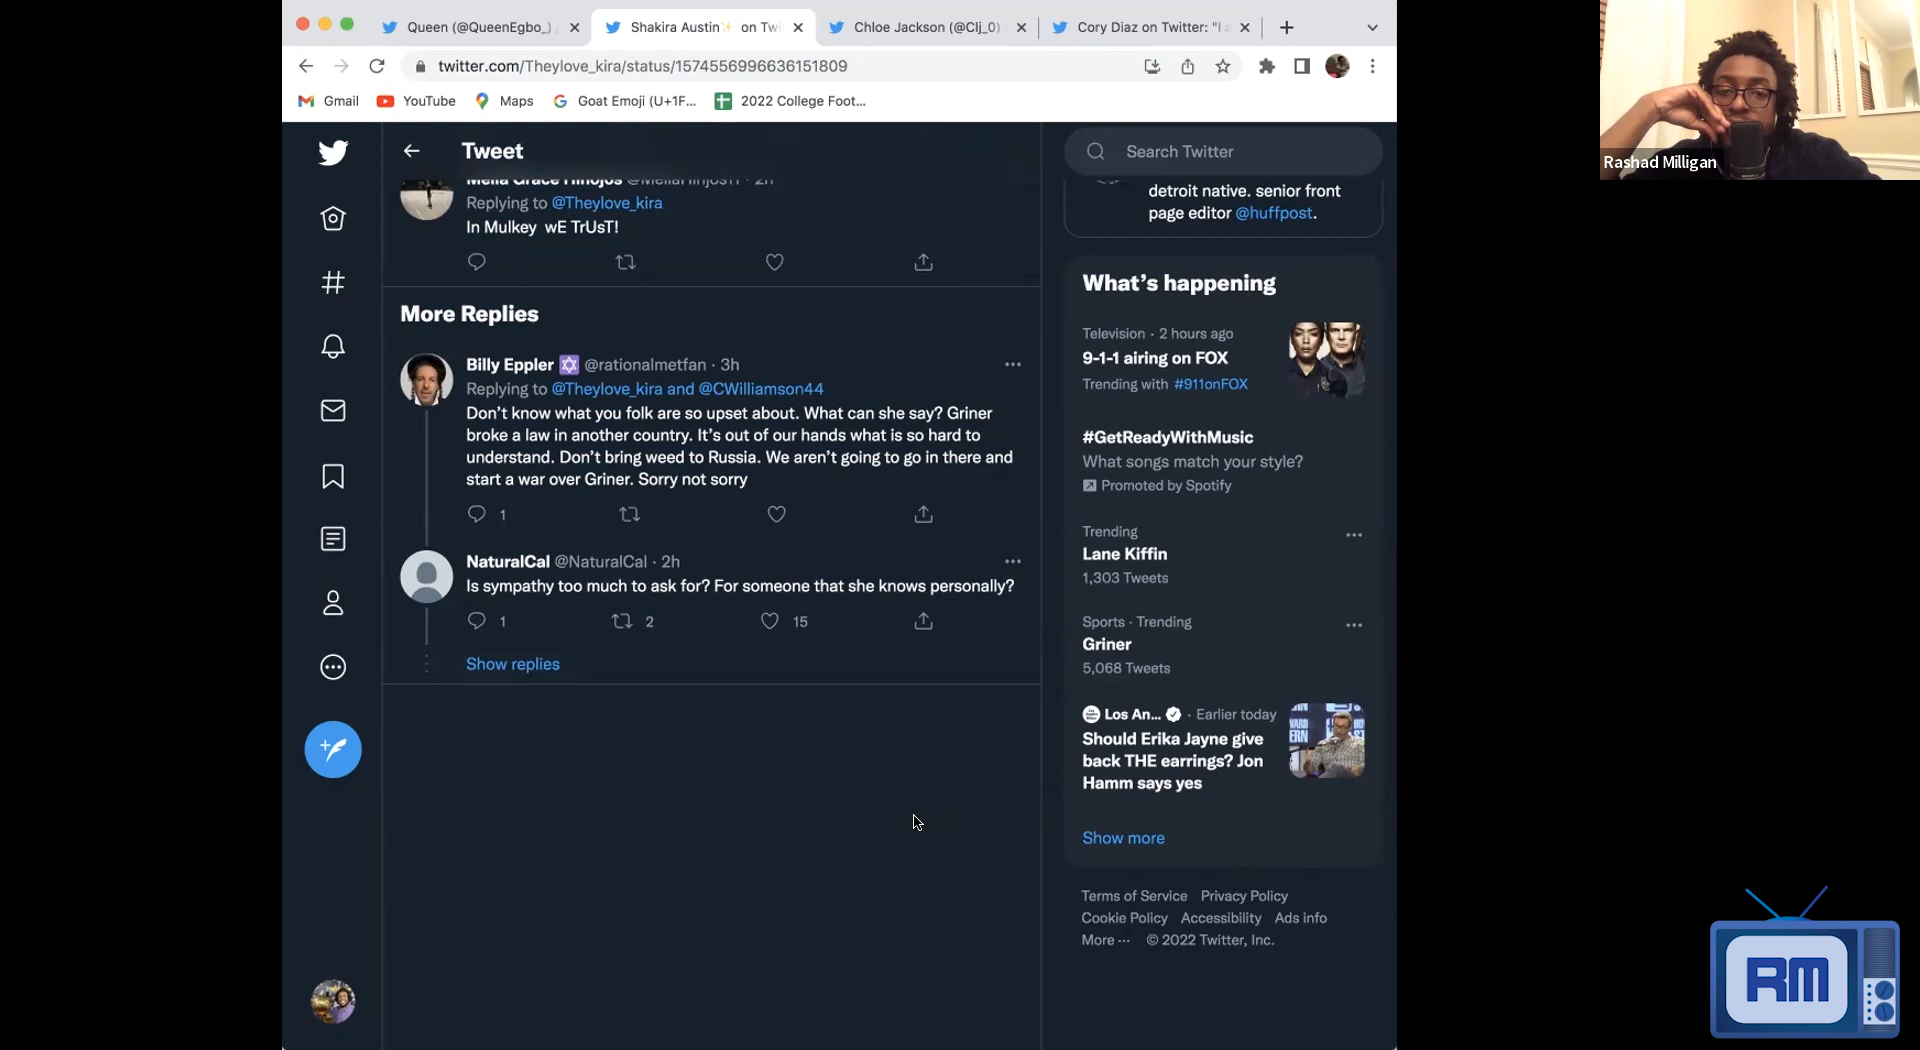 Queen (@QueenEgbo_) /
Shakira Austin✨ on Twi
Chloe Jackson (@Clj_0)
Cory Diaz on Twitter: "I a
twitter.com/Theylove_kira/status/1574556996636151809
Gmail
YouTube
Maps
Goat Emoji (U+1F...
2022 College Foot...
Tweet
Replying to @Theylove_kira
In Mulkey wE TrUsT!
More Replies
Billy Eppler ✡ @rationalmetfan · 3h
Replying to @Theylove_kira and @CWilliamson44
Don't know what you folk are so upset about. What can she say? Griner
broke a law in another country. It's out of our hands what is so hard to
understand. Don't bring weed to Russia. We aren't going to go in there and
start a war over Griner. Sorry not sorry
1
NaturalCal @NaturalCal · 2h
Is sympathy too much to ask for? For someone that she knows personally?
1 2 15
Show replies
Search Twitter
detroit native. senior front
page editor @huffpost.
What's happening
Television · 2 hours ago
9-1-1 airing on FOX
Trending with #911onFOX
#GetReadyWithMusic
What songs match your style?
Promoted by Spotify
Trending
Lane Kiffin
1,303 Tweets
Sports · Trending
Griner
5,068 Tweets
Los An... · Earlier today
Should Erika Jayne give
back THE earrings? Jon
Hamm says yes
Show more
Terms of Service Privacy Policy
Cookie Policy Accessibility Ads info
More ··· © 2022 Twitter, Inc.
Rashad Milligan
RM